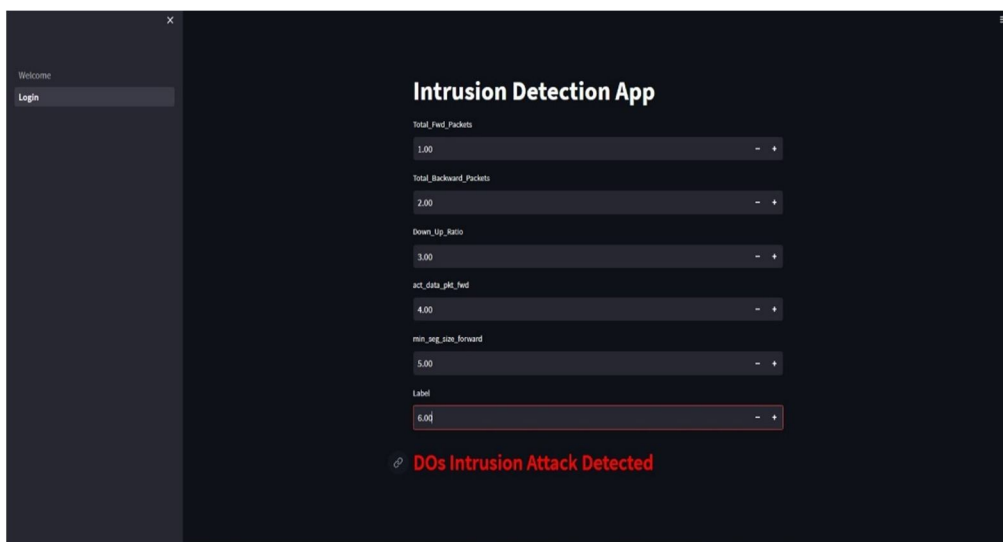 Welcome
Login
Intrusion Detection App
Total_Fwd_Packets
1.00
Total_Backward_Packets
2.00
Down_Up_Ratio
3.00
act_data_pkt_fwd
4.00
min_seg_size_forward
5.00
Label
6.00
DOs Intrusion Attack Detected